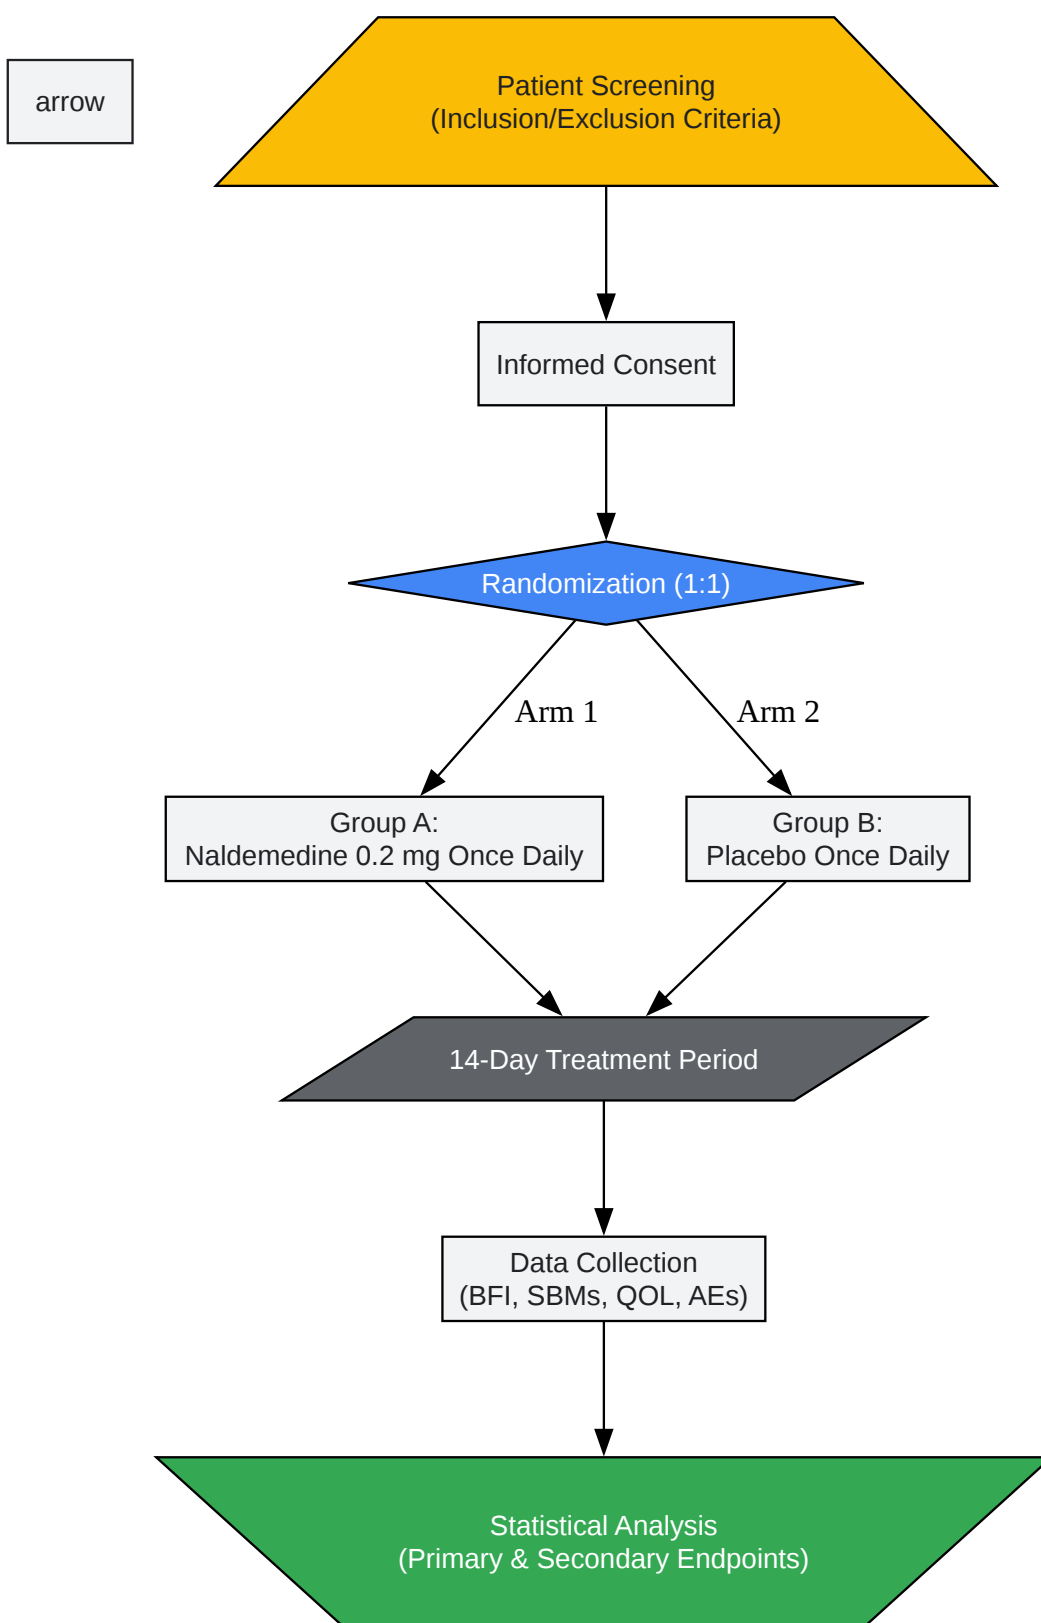 arrow
Patient Screening
(Inclusion/Exclusion Criteria)
Informed Consent
Randomization (1:1)
Arm 1
Arm 2
Group A:
Naldemedine 0.2 mg Once Daily
Group B:
Placebo Once Daily
14-Day Treatment Period
Data Collection
(BFI, SBMs, QOL, AEs)
Statistical Analysis
(Primary & Secondary Endpoints)